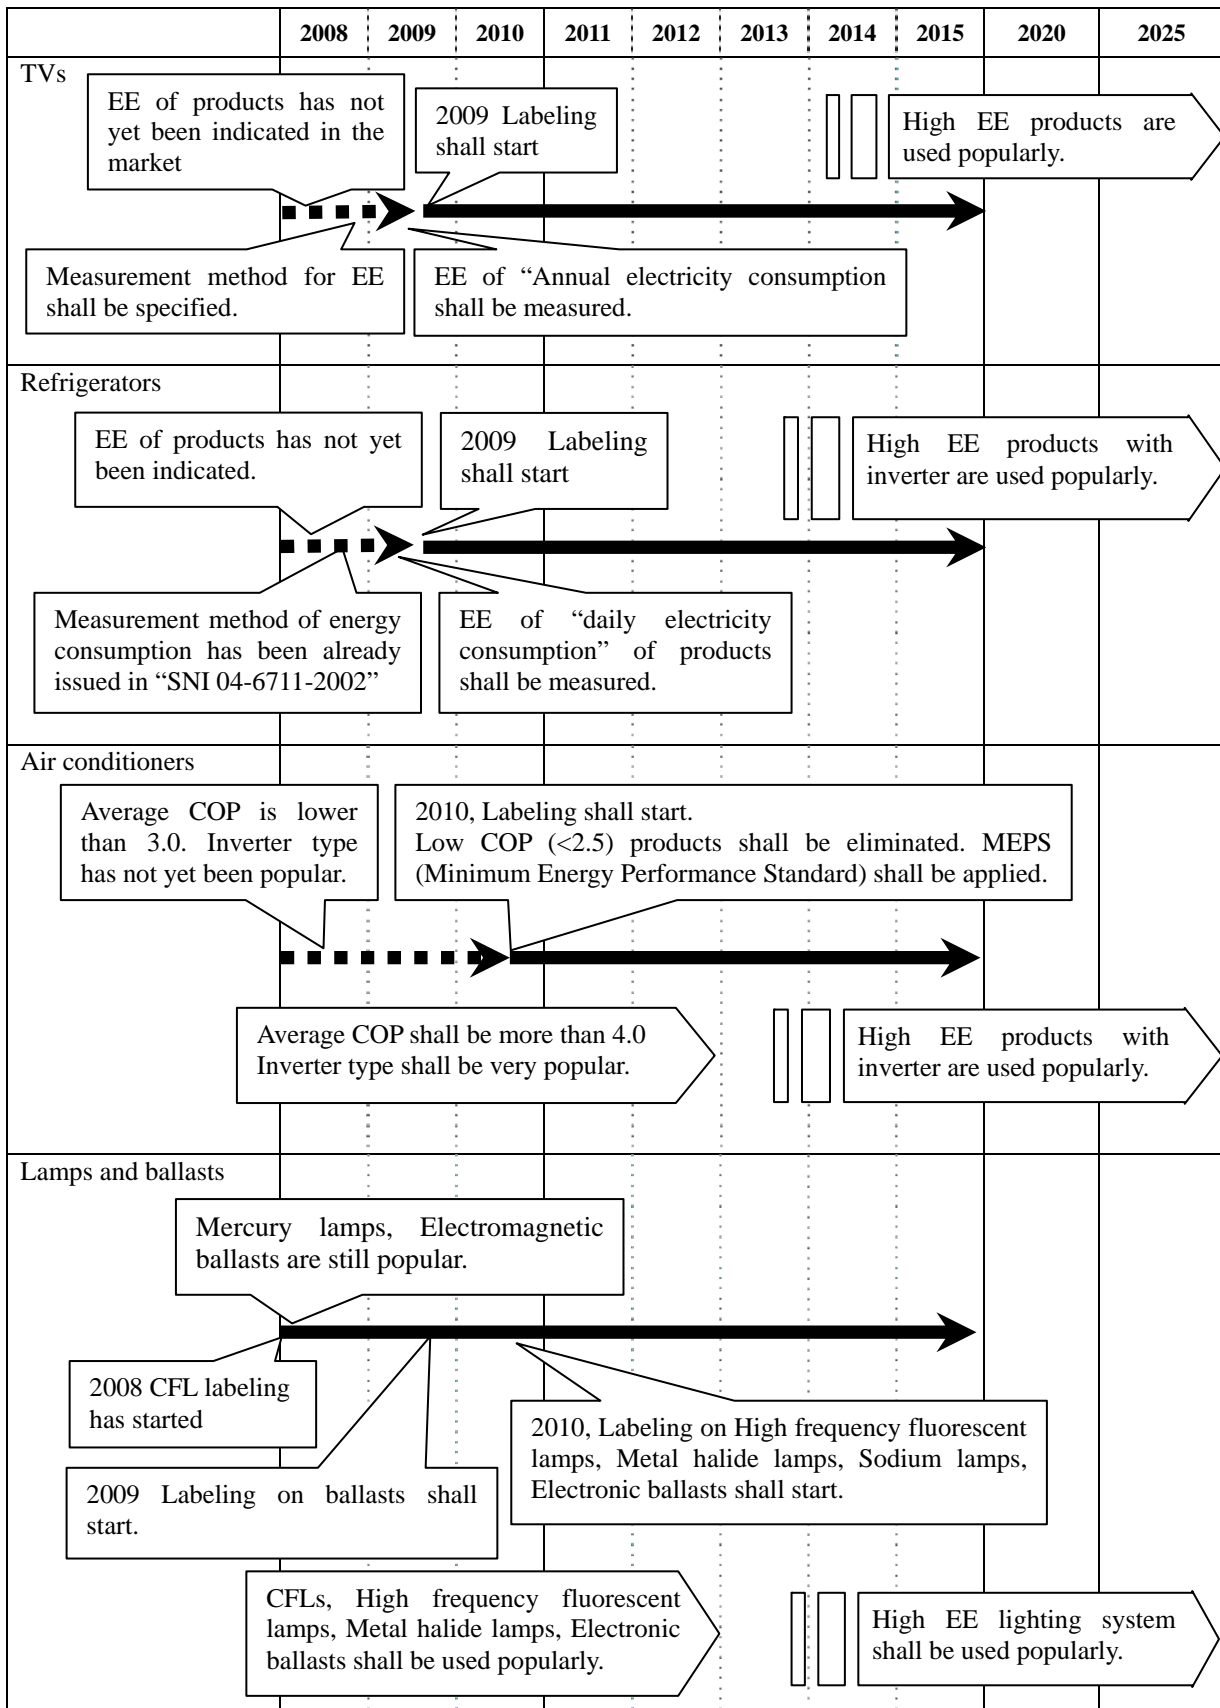 2008 2009 2010 2011 2012 2013 2014 2015 2020 2025
TVs
EE of products has not
yet been indicated in the
market
2009 Labeling
shall start
High EE products are
used popularly.
Measurement method for EE
shall be specified.
EE of “Annual electricity consumption
shall be measured.
Refrigerators
EE of products has not yet
been indicated.
2009 Labeling
shall start
High EE products with
inverter are used popularly.
Measurement method of energy
consumption has been already
issued in “SNI 04-6711-2002”
EE of “daily electricity
consumption” of products
shall be measured.
Air conditioners
Average COP is lower
than 3.0. Inverter type
has not yet been popular.
2010, Labeling shall start.
Low COP (<2.5) products shall be eliminated. MEPS
(Minimum Energy Performance Standard) shall be applied.
Average COP shall be more than 4.0
Inverter type shall be very popular.
High EE products with
inverter are used popularly.
Lamps and ballasts
Mercury lamps, Electromagnetic
ballasts are still popular.
2008 CFL labeling
has started
2009 Labeling on ballasts shall
start.
2010, Labeling on High frequency fluorescent
lamps, Metal halide lamps, Sodium lamps,
Electronic ballasts shall start.
CFLs, High frequency fluorescent
lamps, Metal halide lamps, Electronic
ballasts shall be used popularly.
High EE lighting system
shall be used popularly.